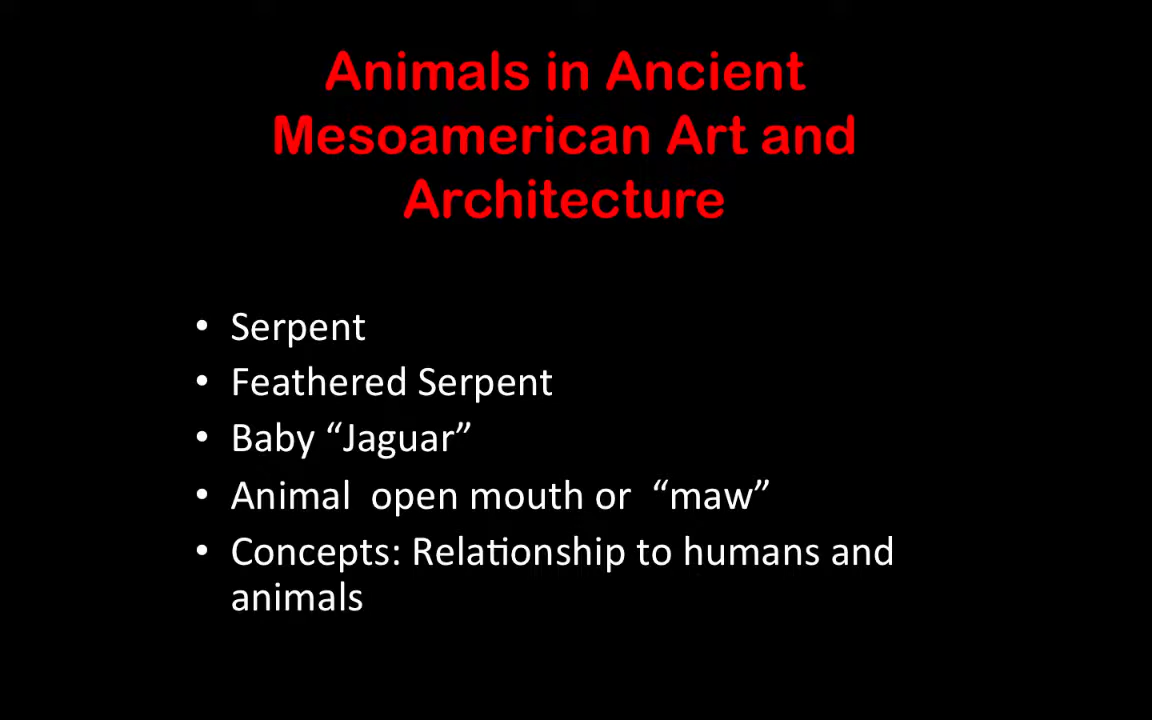 Animals in Ancient
Mesoamerican Art and
Architecture
• Serpent
• Feathered Serpent
• Baby “Jaguar”
• Animal  open mouth or  “maw”
• Concepts: Relationship to humans and
animals